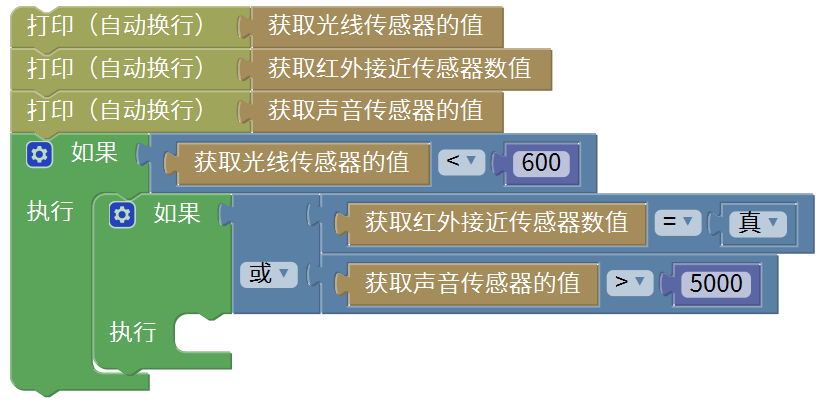 打印（自动换行） 获取光线传感器的值
打印（自动换行） 获取红外接近传感器数值
打印（自动换行） 获取声音传感器的值
如果 获取光线传感器的值 < 600
执行 如果 获取红外接近传感器数值 = 真
或 获取声音传感器的值 > 5000
执行